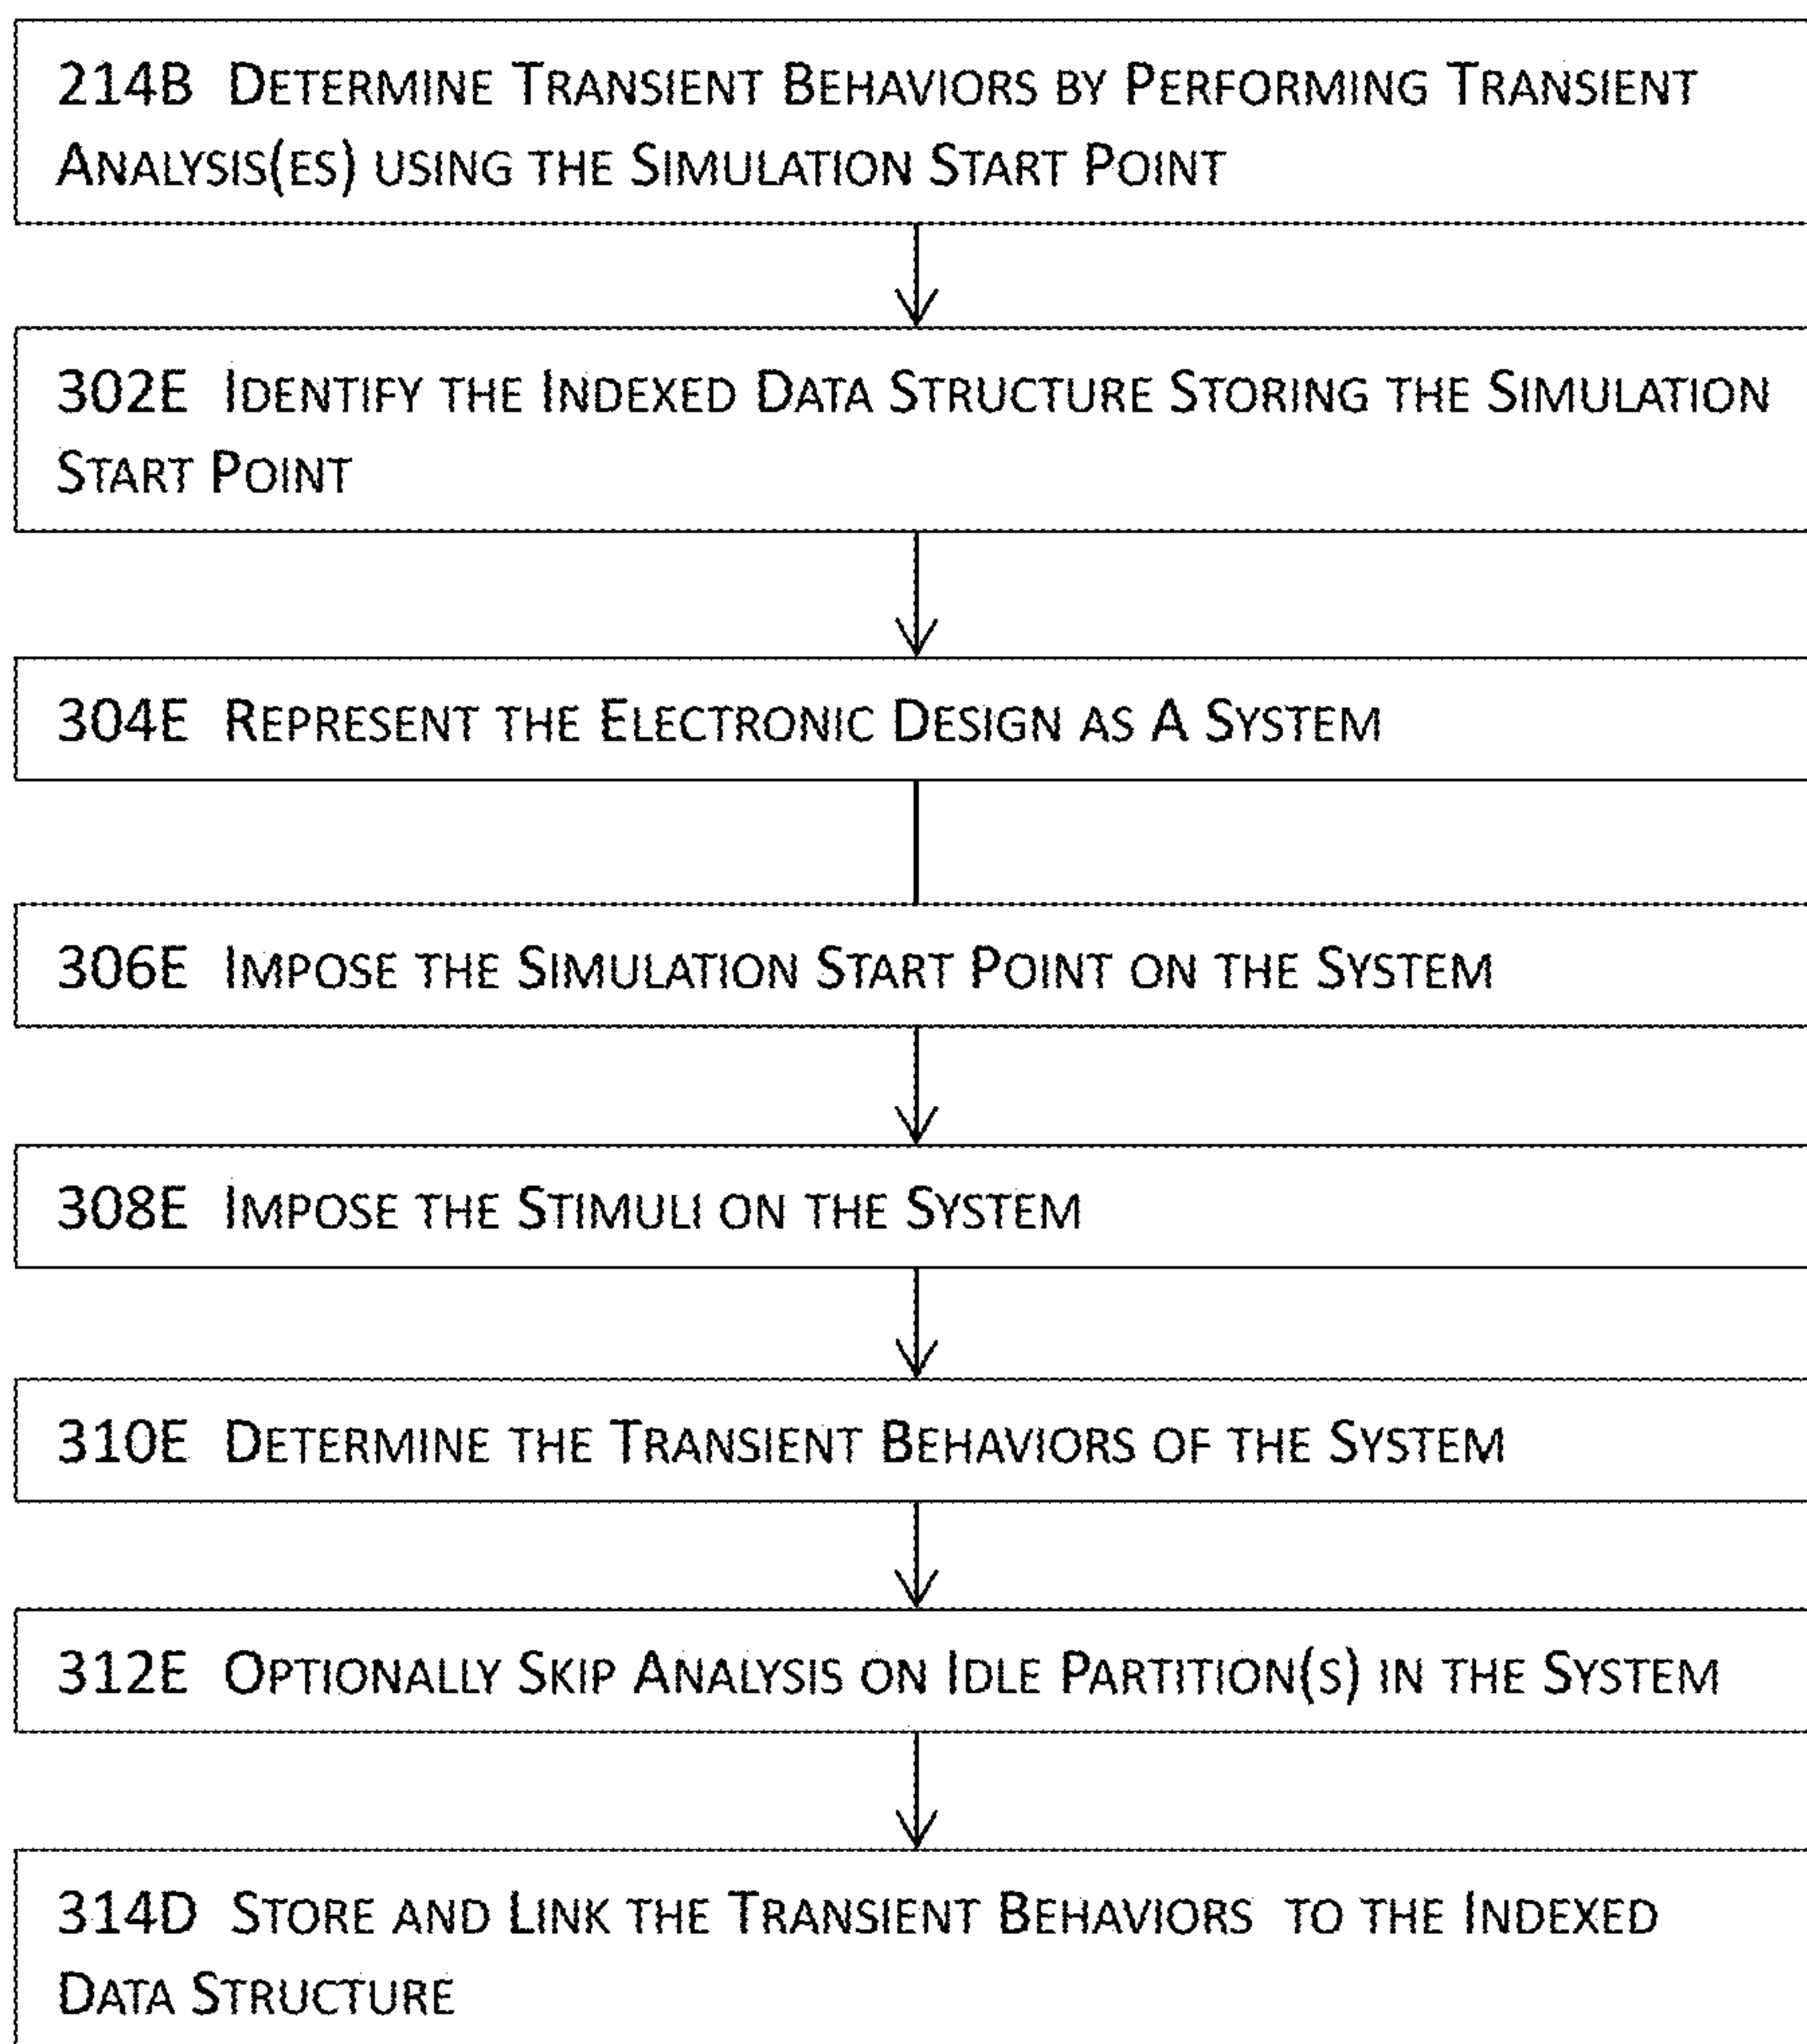 214B Determine Transient Behaviors by Performing Transient
Analysis(es) using the Simulation Start Point
302E Identify the Indexed Data Structure Storing the Simulation
Start Point
304E Represent the Electronic Design as A System
306E Impose the Simulation Start Point on the System
308E Impose the Stimuli on the System
310E Determine the Transient Behaviors of the System
312E Optionally Skip Analysis on Idle Partition(s) in the System
314D Store and Link the Transient Behaviors to the Indexed
Data Structure